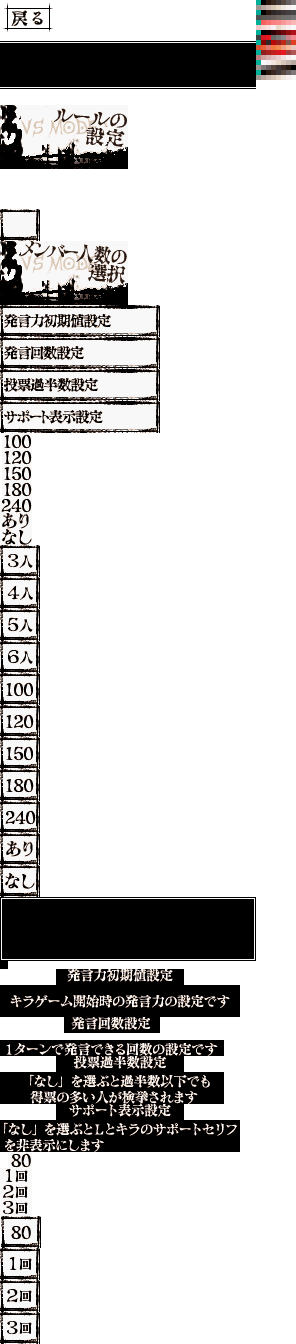 戻る
VS MODE
ルールの
設定
VS MODE
メンバー人数の
選択
発言力初期値設定
発言回数設定
投票過半数設定
サポート表示設定
100
120
150
180
240
あり
なし
3人
4人
5人
6人
100
120
150
180
240
あり
なし
発言力初期値設定
キラゲーム開始時の発言力の設定です
発言回数設定
1ターンで発言できる回数の設定です
投票過半数設定
「なし」を選ぶと過半数以下でも
得票の多い人が検挙されます
サポート表示設定
「なし」を選ぶとLとキラのサポートセリフ
を非表示にします
80
1回
2回
3回
80
1回
2回
3回